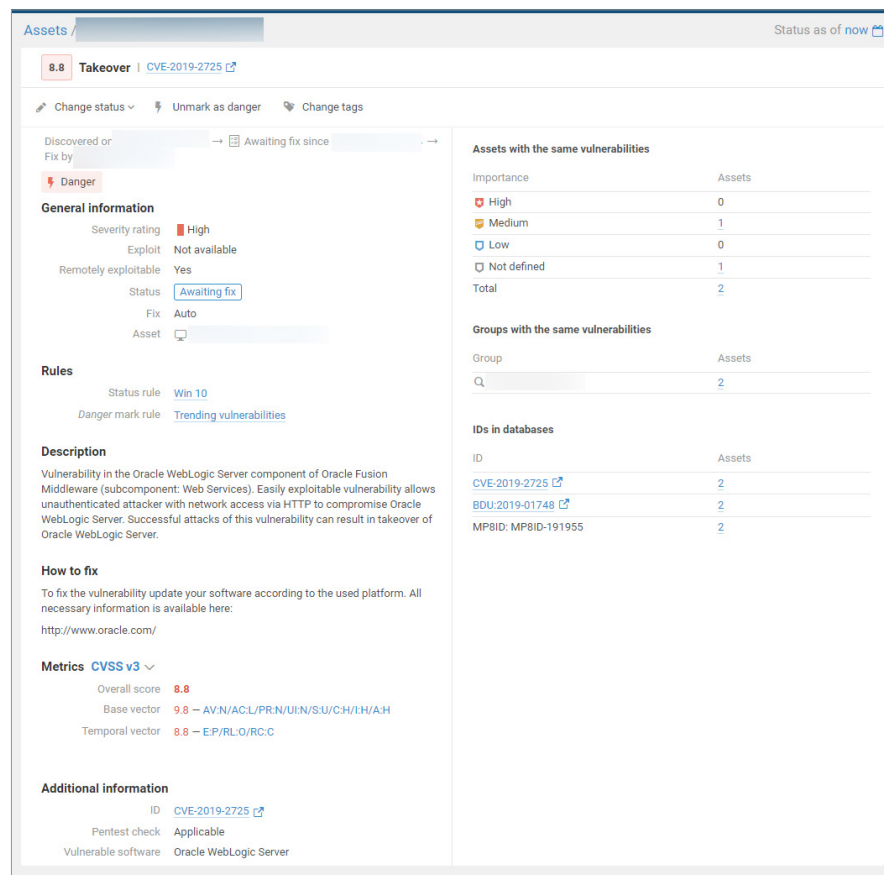 Assets /
Status as of now
8.8 Takeover | CVE-2019-2725
Change status Unmark as danger Change tags
Discovered on → Awaiting fix since →
Fix by
Danger
General information
Severity rating High
Exploit Not available
Remotely exploitable Yes
Status Awaiting fix
Fix Auto
Asset
Rules
Status rule Win 10
Danger mark rule Trending vulnerabilities
Description
Vulnerability in the Oracle WebLogic Server component of Oracle Fusion
Middleware (subcomponent: Web Services). Easily exploitable vulnerability allows
unauthenticated attacker with network access via HTTP to compromise Oracle
WebLogic Server. Successful attacks of this vulnerability can result in takeover of
Oracle WebLogic Server.
How to fix
To fix the vulnerability update your software according to the used platform. All
necessary information is available here:
http://www.oracle.com/
Metrics CVSS v3
Overall score 8.8
Base vector 9.8 — AV:N/AC:L/PR:N/UI:N/S:U/C:H/I:H/A:H
Temporal vector 8.8 — E:P/RL:O/RC:C
Additional information
ID CVE-2019-2725
Pentest check Applicable
Vulnerable software Oracle WebLogic Server
Assets with the same vulnerabilities
Importance Assets
High 0
Medium 1
Low 0
Not defined 1
Total 2
Groups with the same vulnerabilities
Group Assets
2
IDs in databases
ID Assets
CVE-2019-2725 2
BDU:2019-01748 2
MP8ID: MP8ID-191955 2